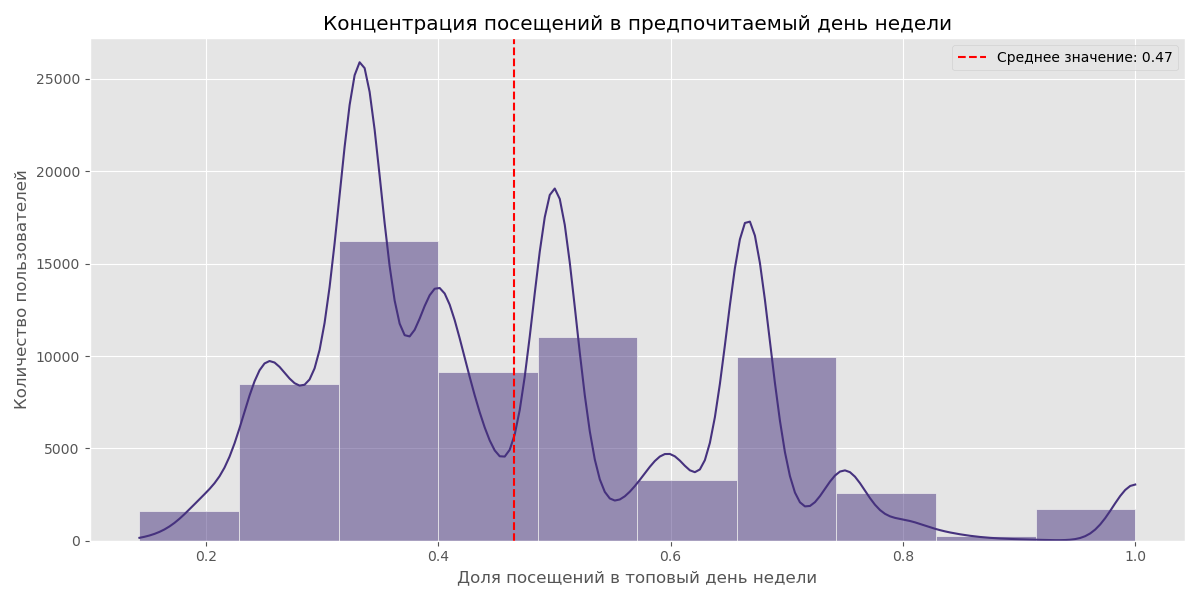 Концентрация посещений в предпочитаемый день недели
Среднее значение: 0.47
Количество пользователей
25000
20000
15000
10000
5000
0
0.2 0.4 0.6 0.8 1.0
Доля посещений в топовый день недели